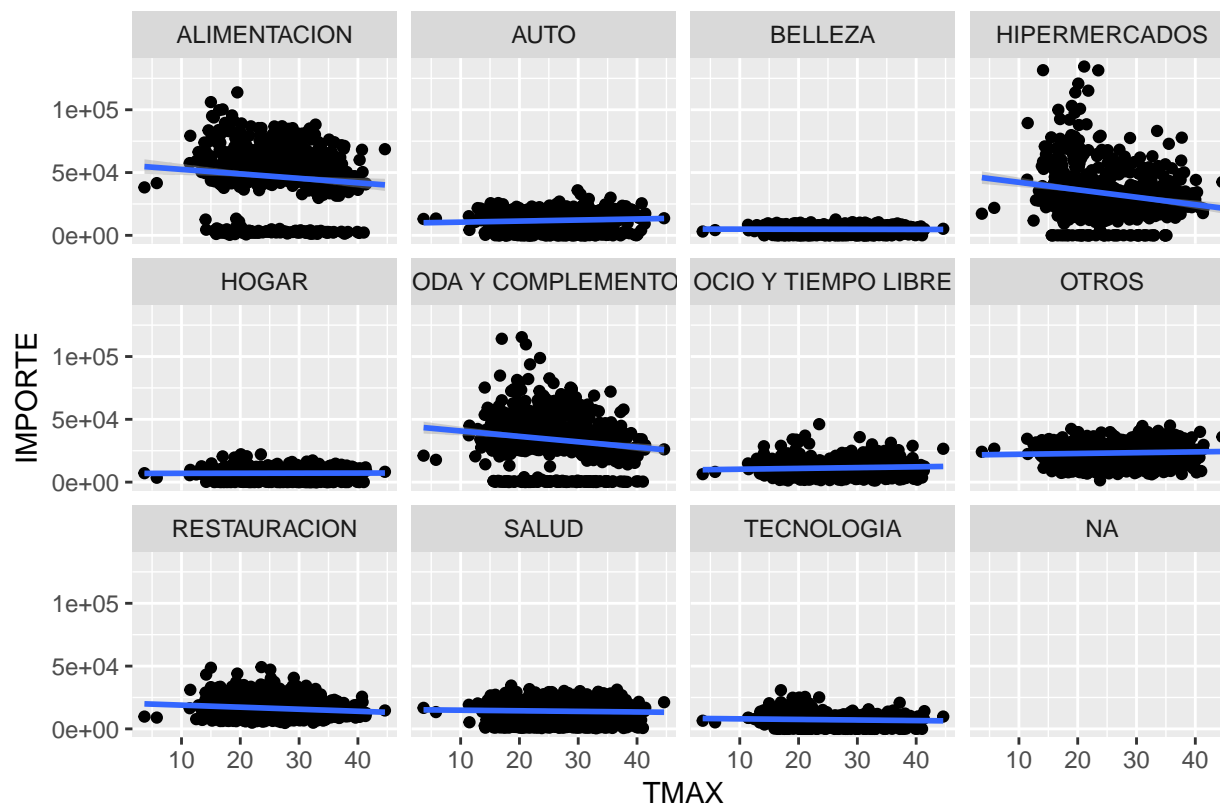 ALIMENTACION AUTO BELLEZA HIPERMERCADOS
1e+05
5e+04
0e+00
HOGAR ODA Y COMPLEMENTO OCIO Y TIEMPO LIBRE OTROS
1e+05
5e+04
0e+00
IMPORTE
RESTAURACION SALUD TECNOLOGIA NA
1e+05
5e+04
0e+00
10 20 30 40 10 20 30 40 10 20 30 40 10 20 30 40
TMAX